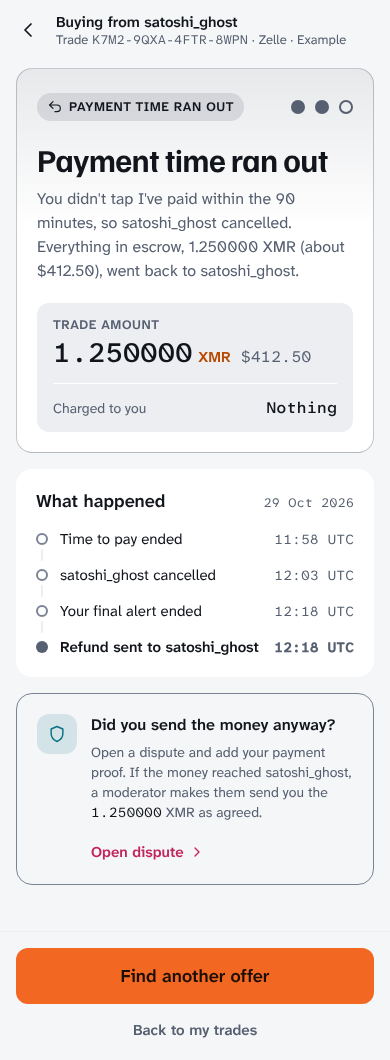 Buying from satoshi_ghost
Trade K7M2-9QXA-4FTR-8WPN · Zelle · Example
PAYMENT TIME RAN OUT
Payment time ran out
You didn't tap I've paid within the 90
minutes, so satoshi_ghost cancelled.
Everything in escrow, 1.250000 XMR (about
$412.50), went back to satoshi_ghost.
TRADE AMOUNT
1.250000 XMR $412.50
Charged to you Nothing
What happened 29 Oct 2026
Time to pay ended 11:58 UTC
satoshi_ghost cancelled 12:03 UTC
Your final alert ended 12:18 UTC
Refund sent to satoshi_ghost 12:18 UTC
Did you send the money anyway?
Open a dispute and add your payment
proof. If the money reached satoshi_ghost,
a moderator makes them send you the
1.250000 XMR as agreed.
Open dispute
Find another offer
Back to my trades